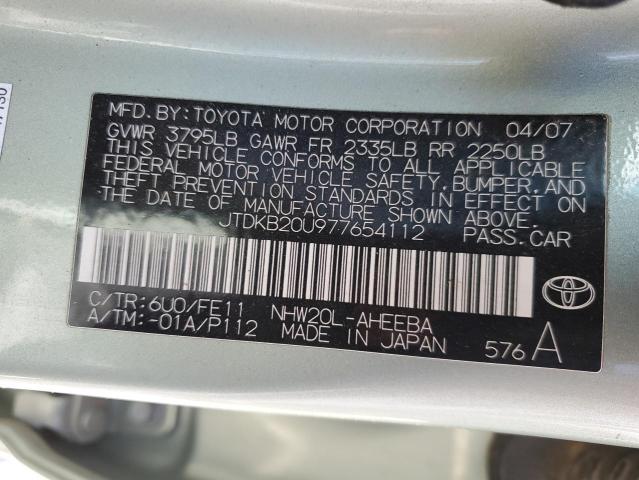 MFD.BY:TOYOTA MOTOR CORPORATION 04/07
GVWR 3795LB GAWR FR 2335LB RR 2250LB
THIS VEHICLE CONFORMS TO ALL APPLICABLE
FEDERAL MOTOR VEHICLE SAFETY, BUMPER, AND
THEFT PREVENTION STANDARDS IN EFFECT ON
THE DATE OF MANUFACTURE SHOWN ABOVE.
JTDKB20U977654112 PASS.CAR
C/TR:6U0/FE11 NHW20L-AHEEBA
A/TM:-01A/P112 MADE IN JAPAN 576 A